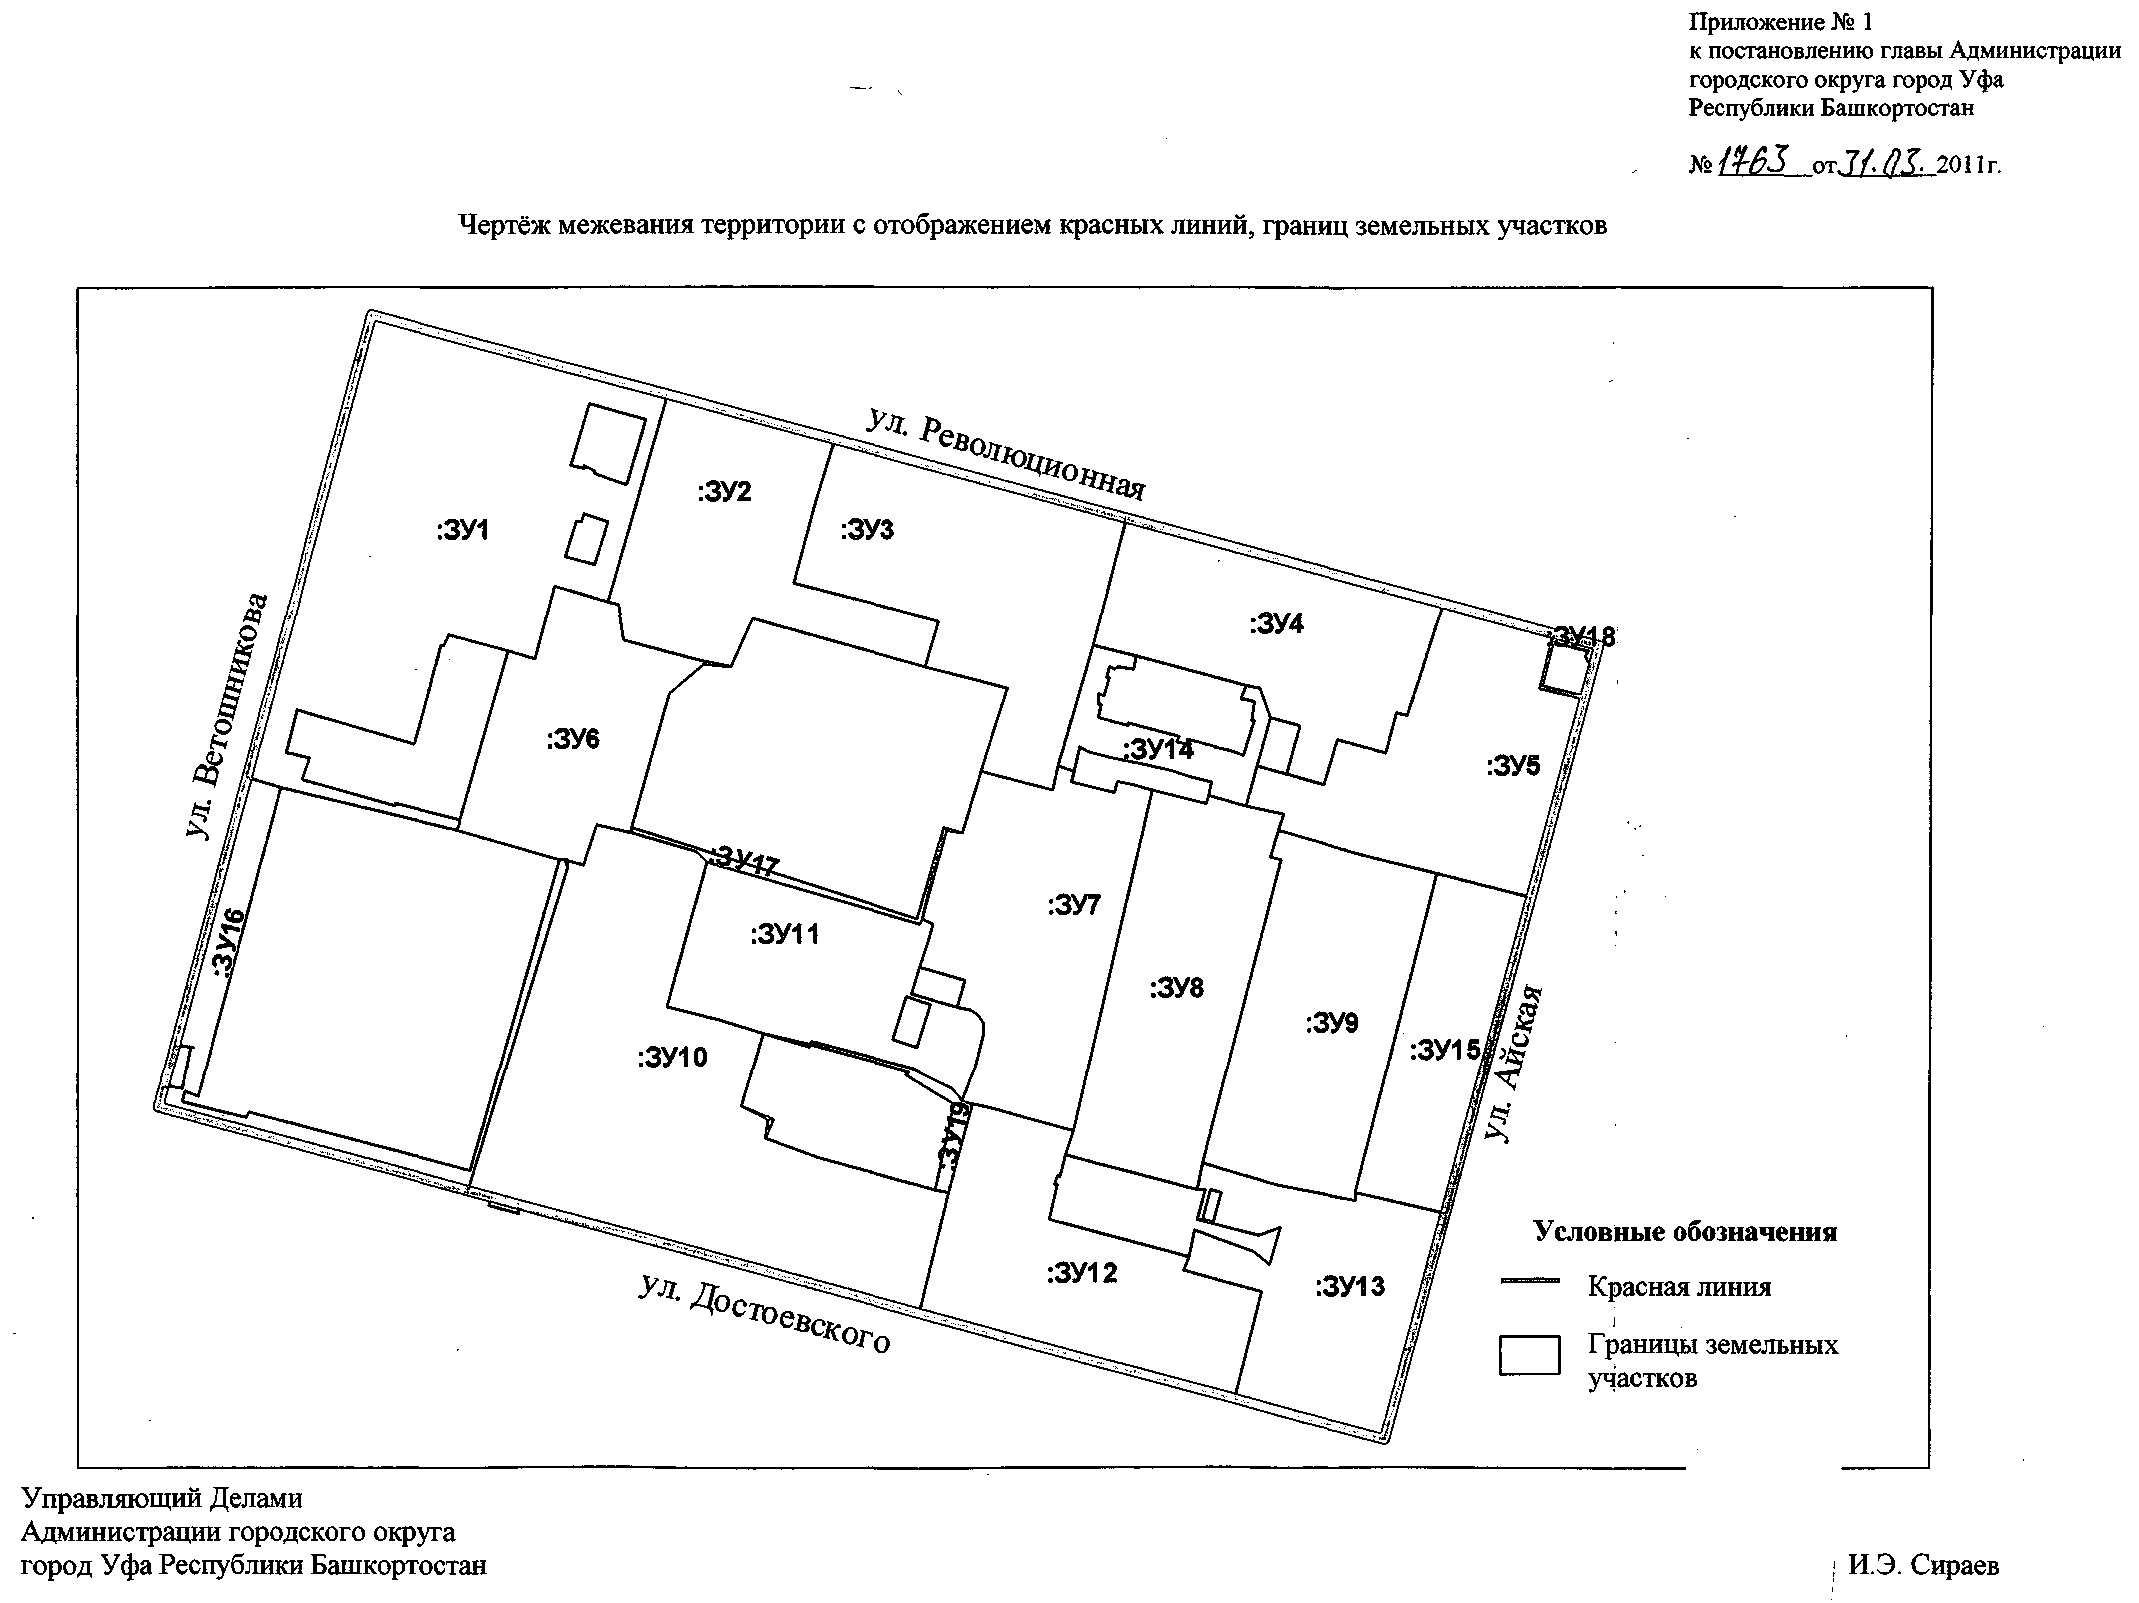 Приложение № 1
к постановлению главы Администрации
городского округа город Уфа
Республики Башкортостан
№ 1763 от 31.03. 2011г.
Чертёж межевания территории с отображением красных линий, границ земельных участков
ул. Революционная
:ЗУ2
:ЗУ1
:ЗУ3
:ЗУ4
:ЗУ18
ул. Ветошникова
:ЗУ6
:ЗУ14
:ЗУ5
:ЗУ17
:ЗУ7
:ЗУ16
:ЗУ11
:ЗУ8
:ЗУ9
:ЗУ15
ул. Айская
:ЗУ10
:ЗУ19
:ЗУ12
:ЗУ13
ул. Достоевского
Условные обозначения
Красная линия
Границы земельных
участков
Управляющий Делами
Администрации городского округа
город Уфа Республики Башкортостан
И.Э. Сираев